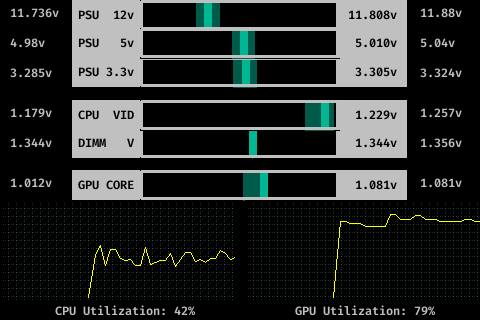 11.736v PSU 12v 11.808v 11.88v
4.98v PSU 5v 5.010v 5.04v
3.285v PSU 3.3v 3.305v 3.324v
1.179v CPU VID 1.229v 1.257v
1.344v DIMM V 1.344v 1.356v
1.012v GPU CORE 1.081v 1.081v
CPU Utilization: 42% GPU Utilization: 79%